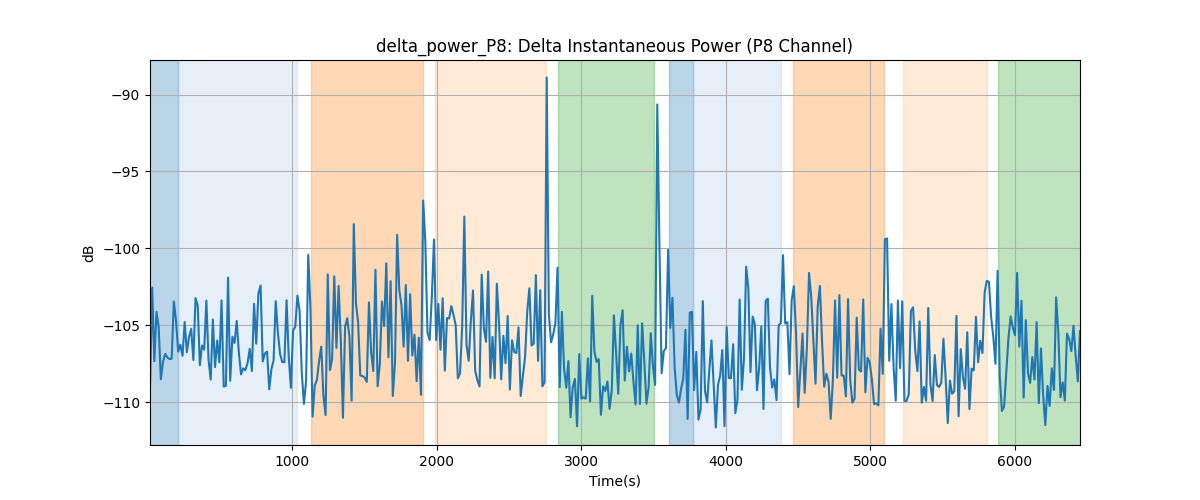 delta_power_P8: Delta Instantaneous Power (P8 Channel)
−90
−95
−100
−105
−110
dB
1000 2000 3000 4000 5000 6000
Time(s)